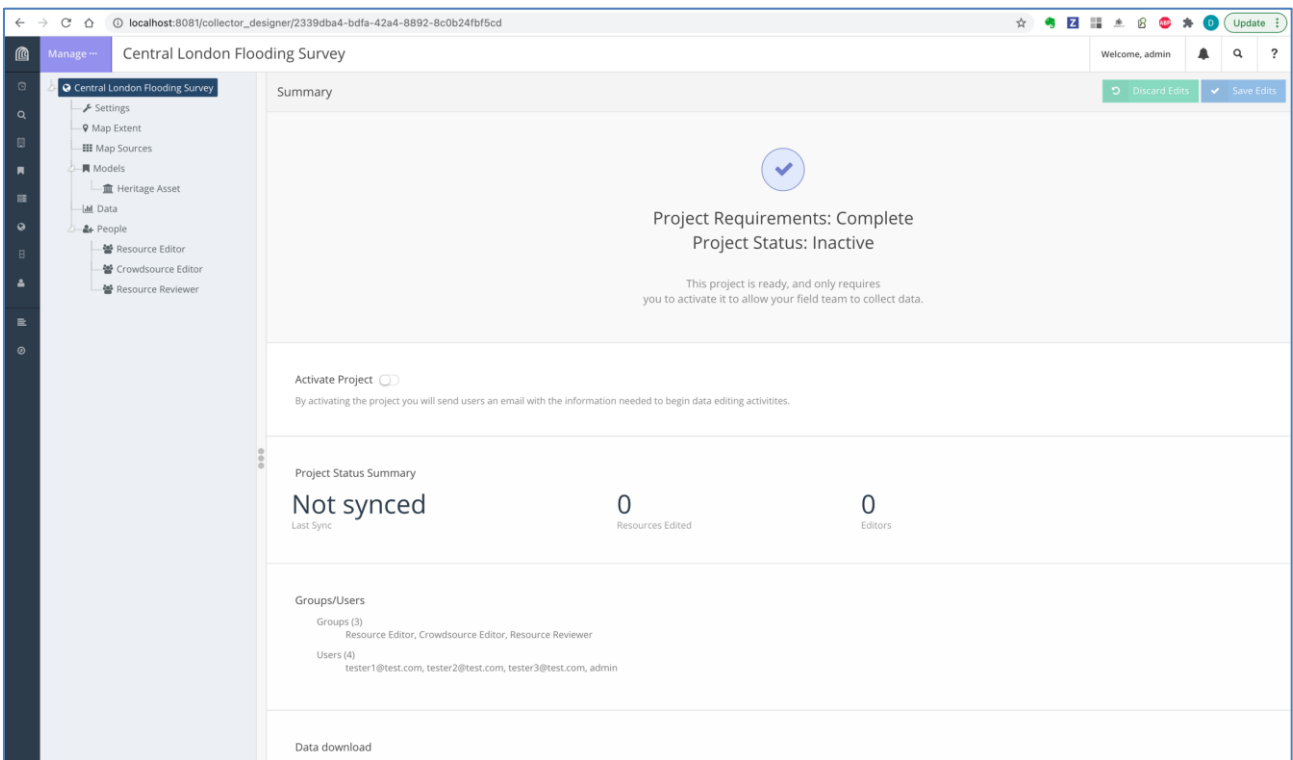 localhost:8081/collector_designer/2339dba4-bdfa-42a4-8892-8c0b24fbf5cd
Z
ABP
D
Update
Manage
Central London Flooding Survey
Welcome, admin
?
Central London Flooding Survey
Settings
Map Extent
Map Sources
Models
Heritage Asset
Data
People
Resource Editor
Crowdsource Editor
Resource Reviewer
Summary
Discard Edits
Save Edits
Project Requirements: Complete
Project Status: Inactive
This project is ready, and only requires
you to activate it to allow your field team to collect data.
Activate Project
By activating the project you will send users an email with the information needed to begin data editing activitites.
Project Status Summary
Not synced
Last Sync
0
Resources Edited
0
Editors
Groups/Users
Groups (3)
Resource Editor, Crowdsource Editor, Resource Reviewer
Users (4)
tester1@test.com, tester2@test.com, tester3@test.com, admin
Data download